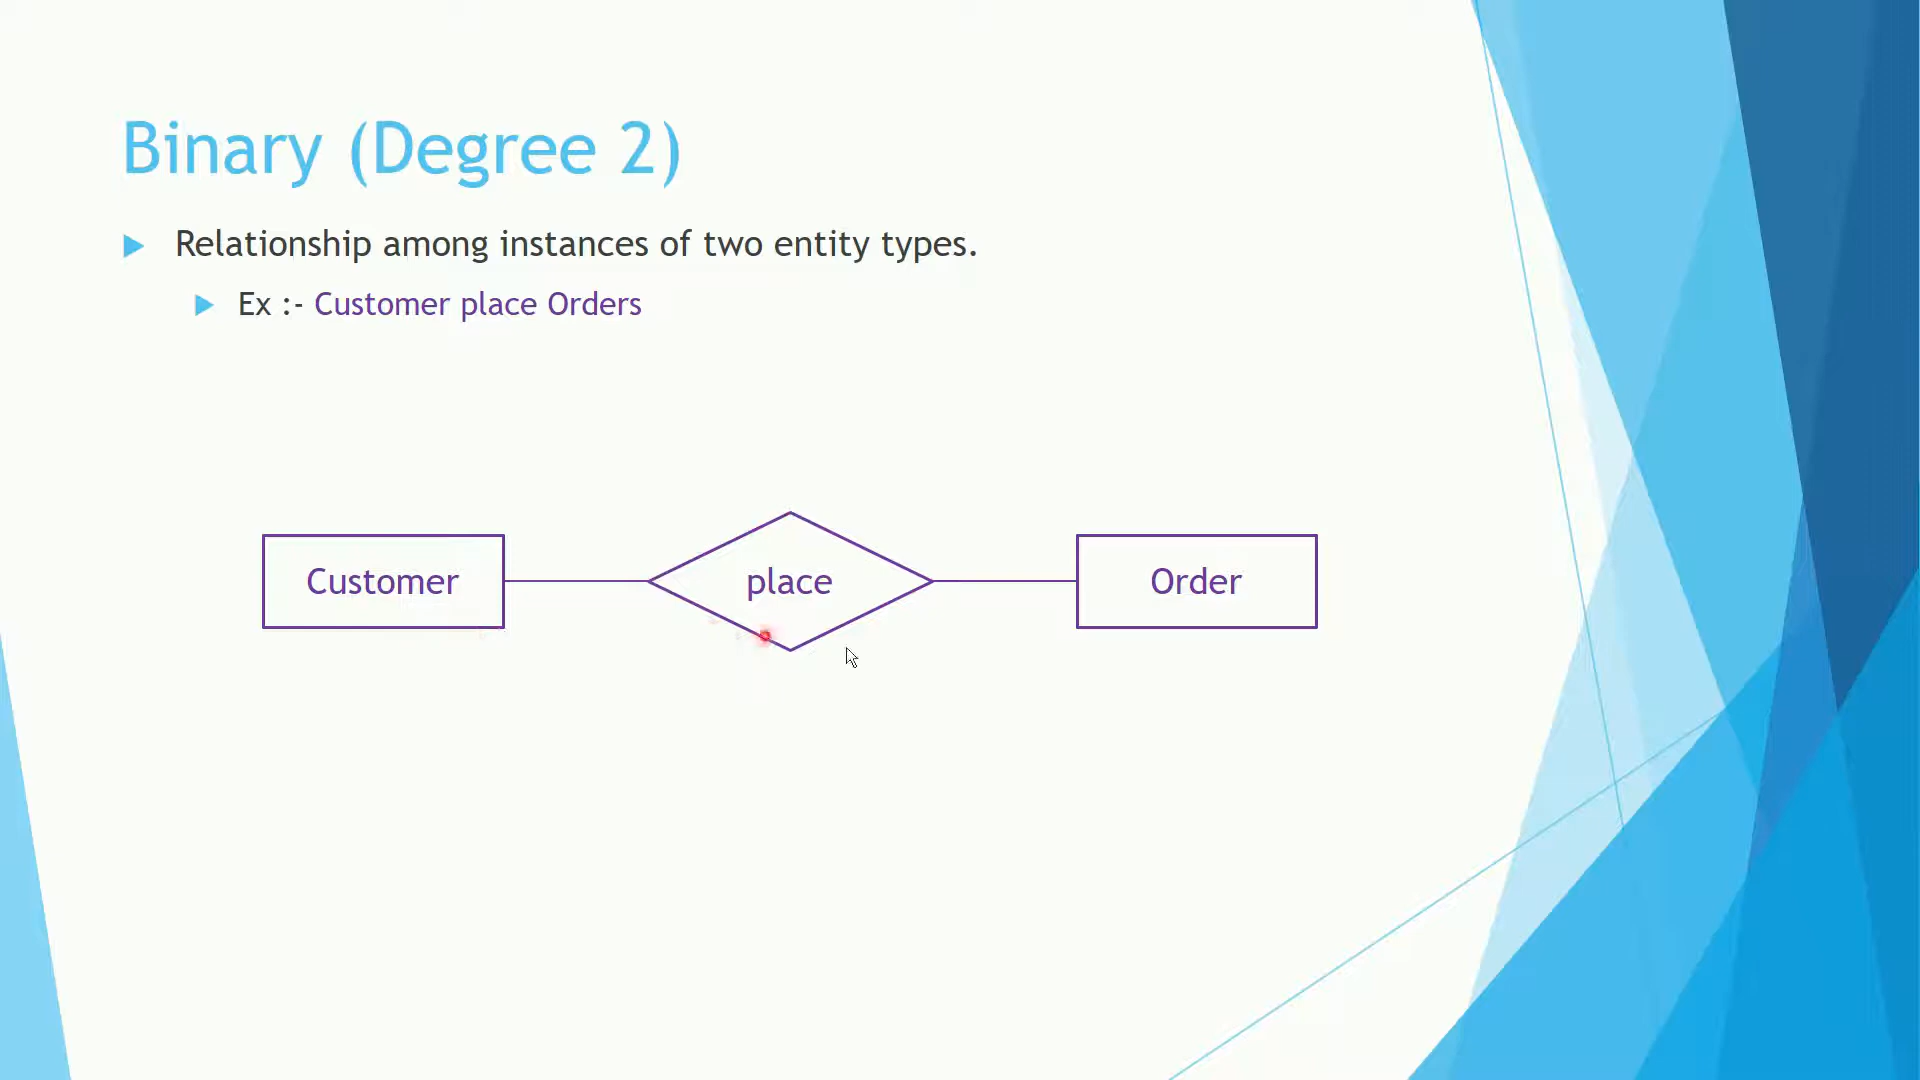 Binary (Degree 2)
Relationship among instances of two entity types.
Ex :- Customer place Orders
Customer
place
Order